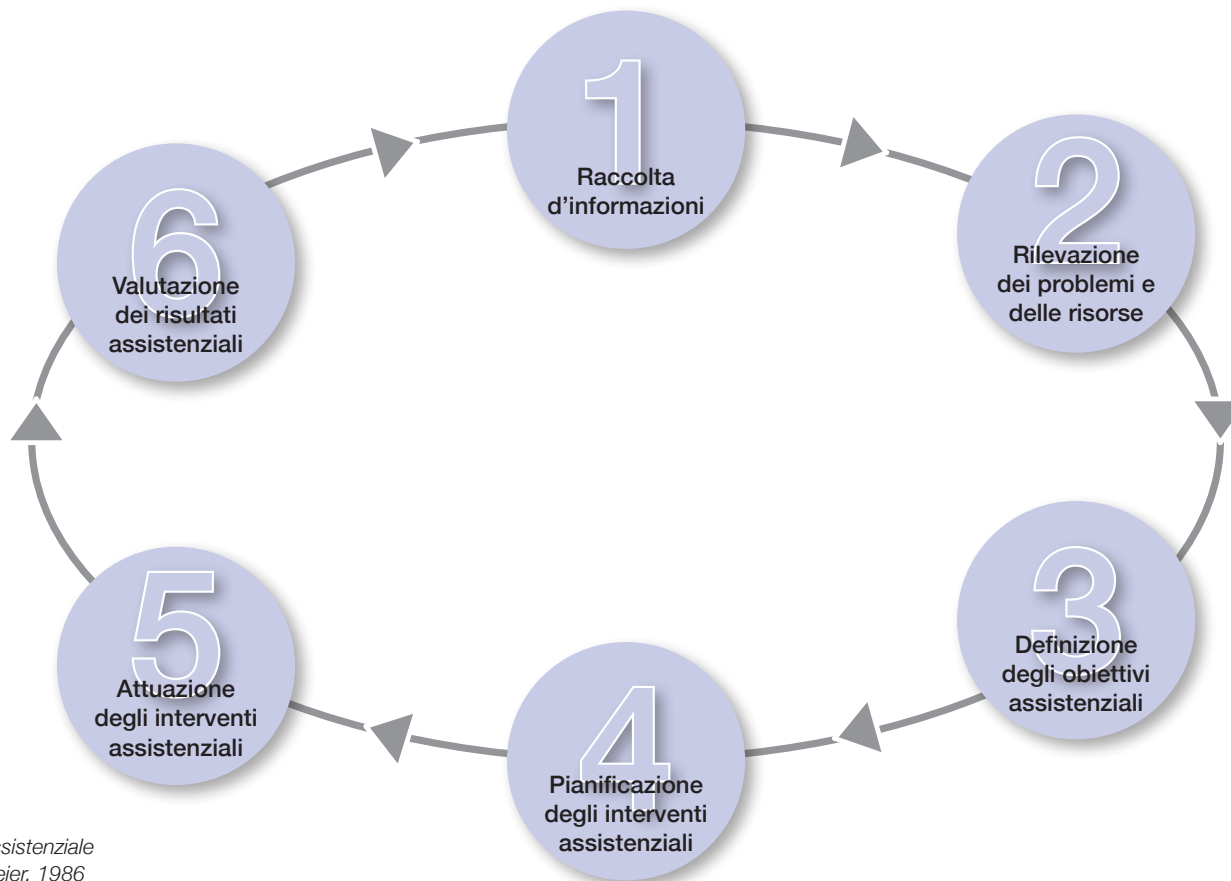 1
Raccolta
d’informazioni
2
Rilevazione
dei problemi e
delle risorse
3
Definizione
degli obiettivi
assistenziali
4
Pianificazione
degli interventi
assistenziali
5
Attuazione
degli interventi
assistenziali
6
Valutazione
dei risultati
assistenziali
1986